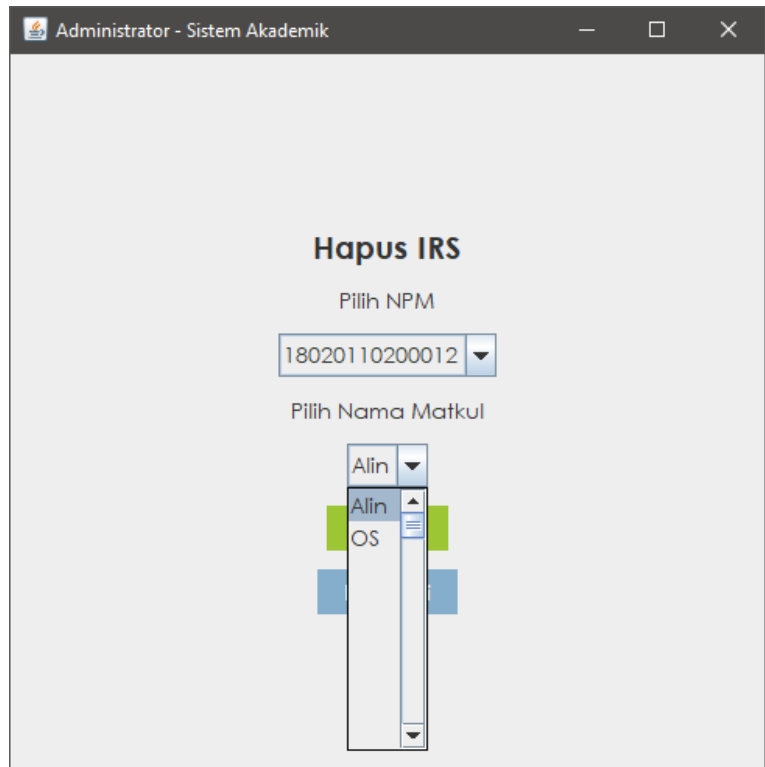 Administrator - Sistem Akademik
Hapus IRS
Pilih NPM
18020110200012
Pilih Nama Matkul
Alin
Alin
OS